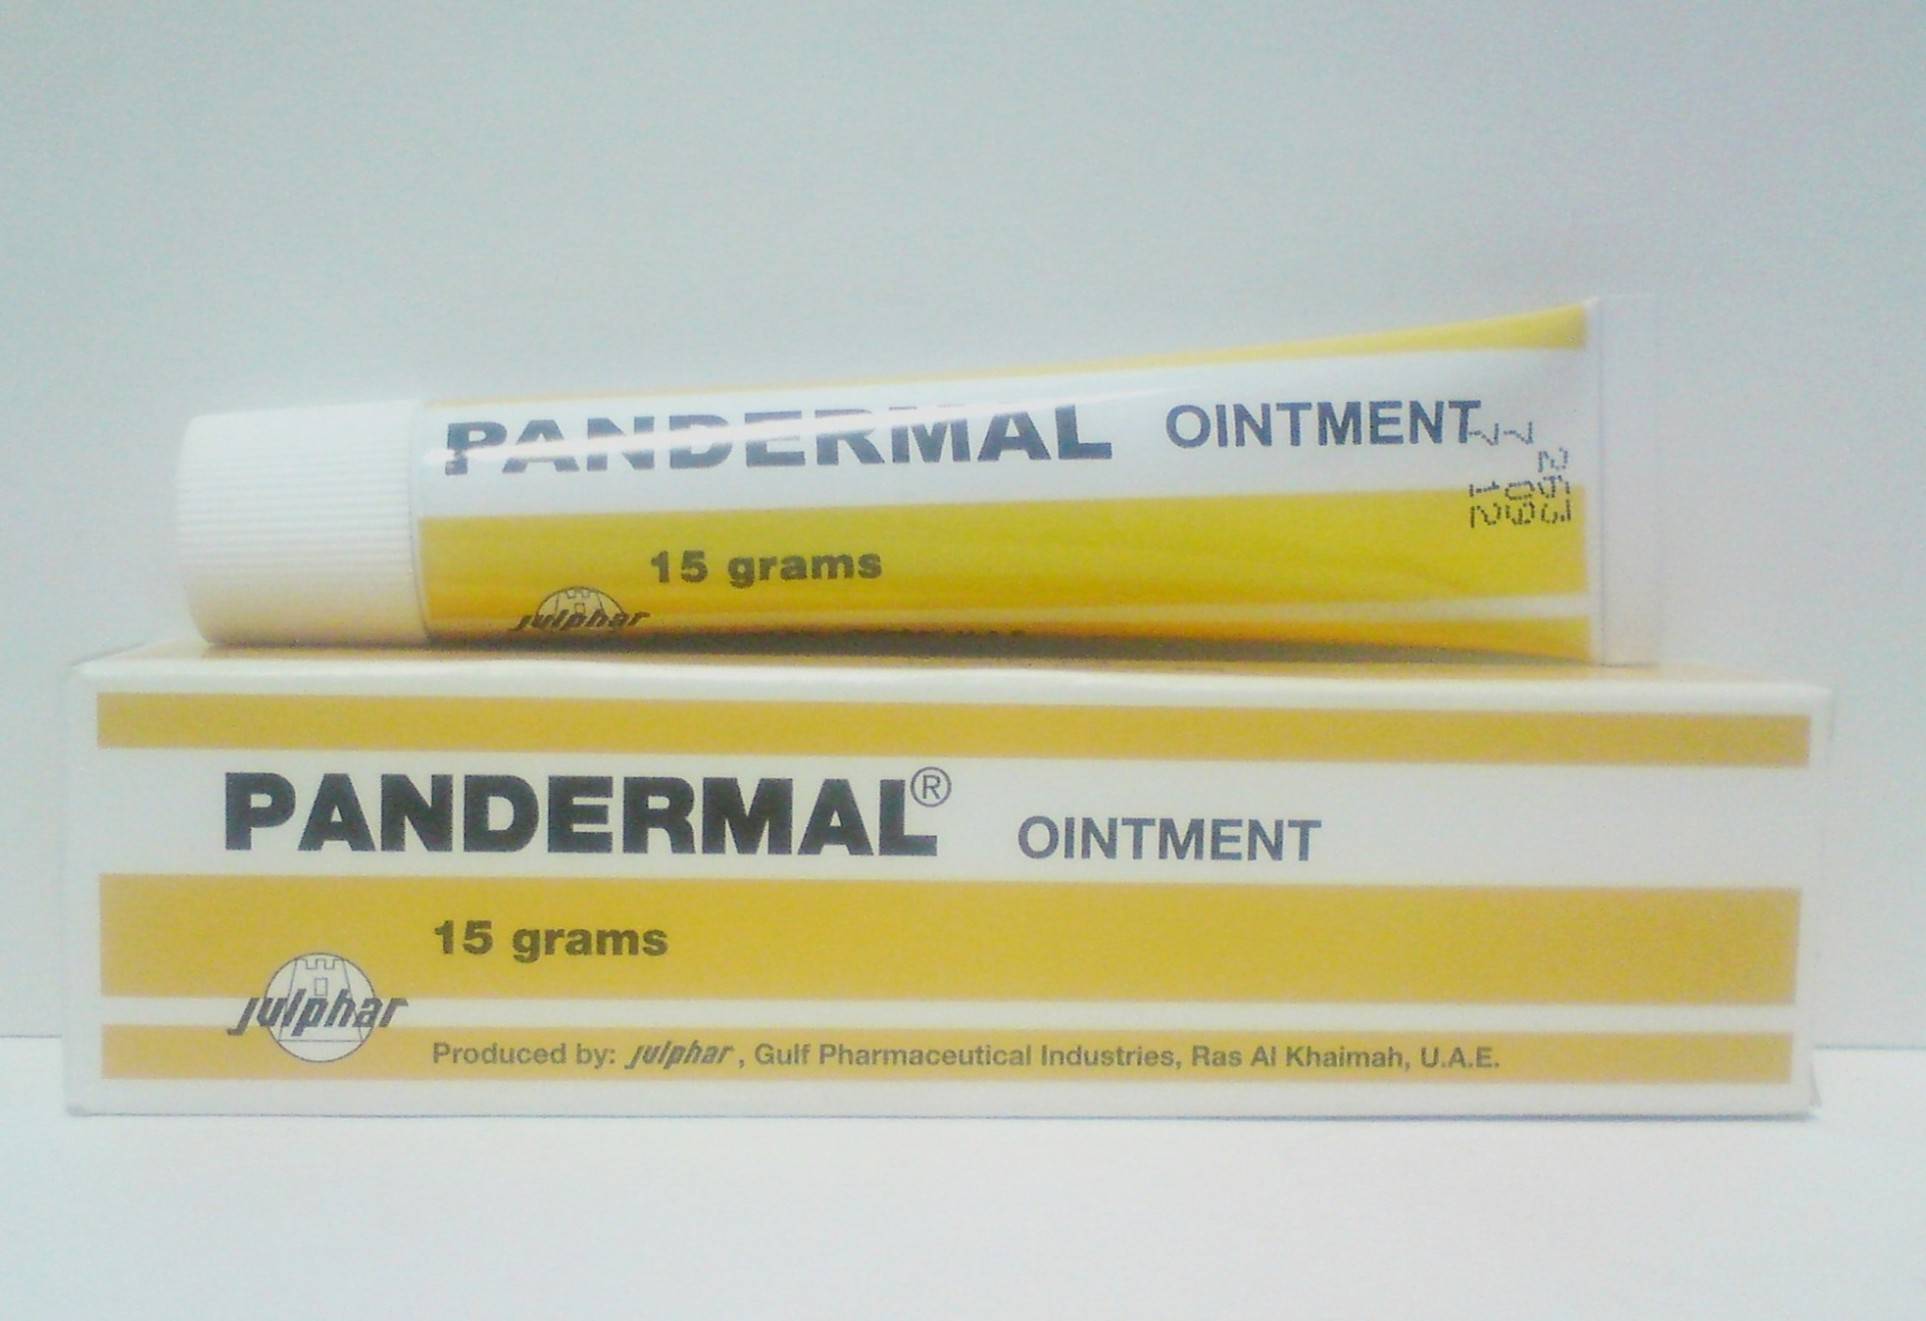 PANDERMAL OINTMENT
15 grams
julphar
PANDERMAL® OINTMENT
15 grams
julphar
Produced by: julphar, Gulf Pharmaceutical Industries, Ras Al Khaimah, U.A.E.